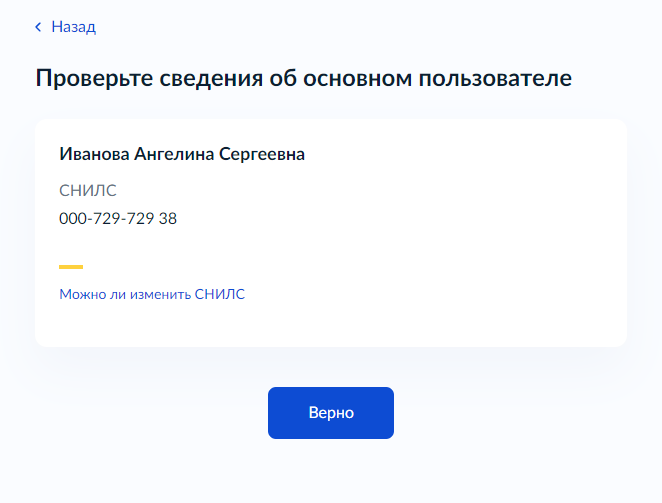 Назад
Проверьте сведения об основном пользователе
Иванова Ангелина Сергеевна
СНИЛС
000-729-729 38
Можно ли изменить СНИЛС
Верно